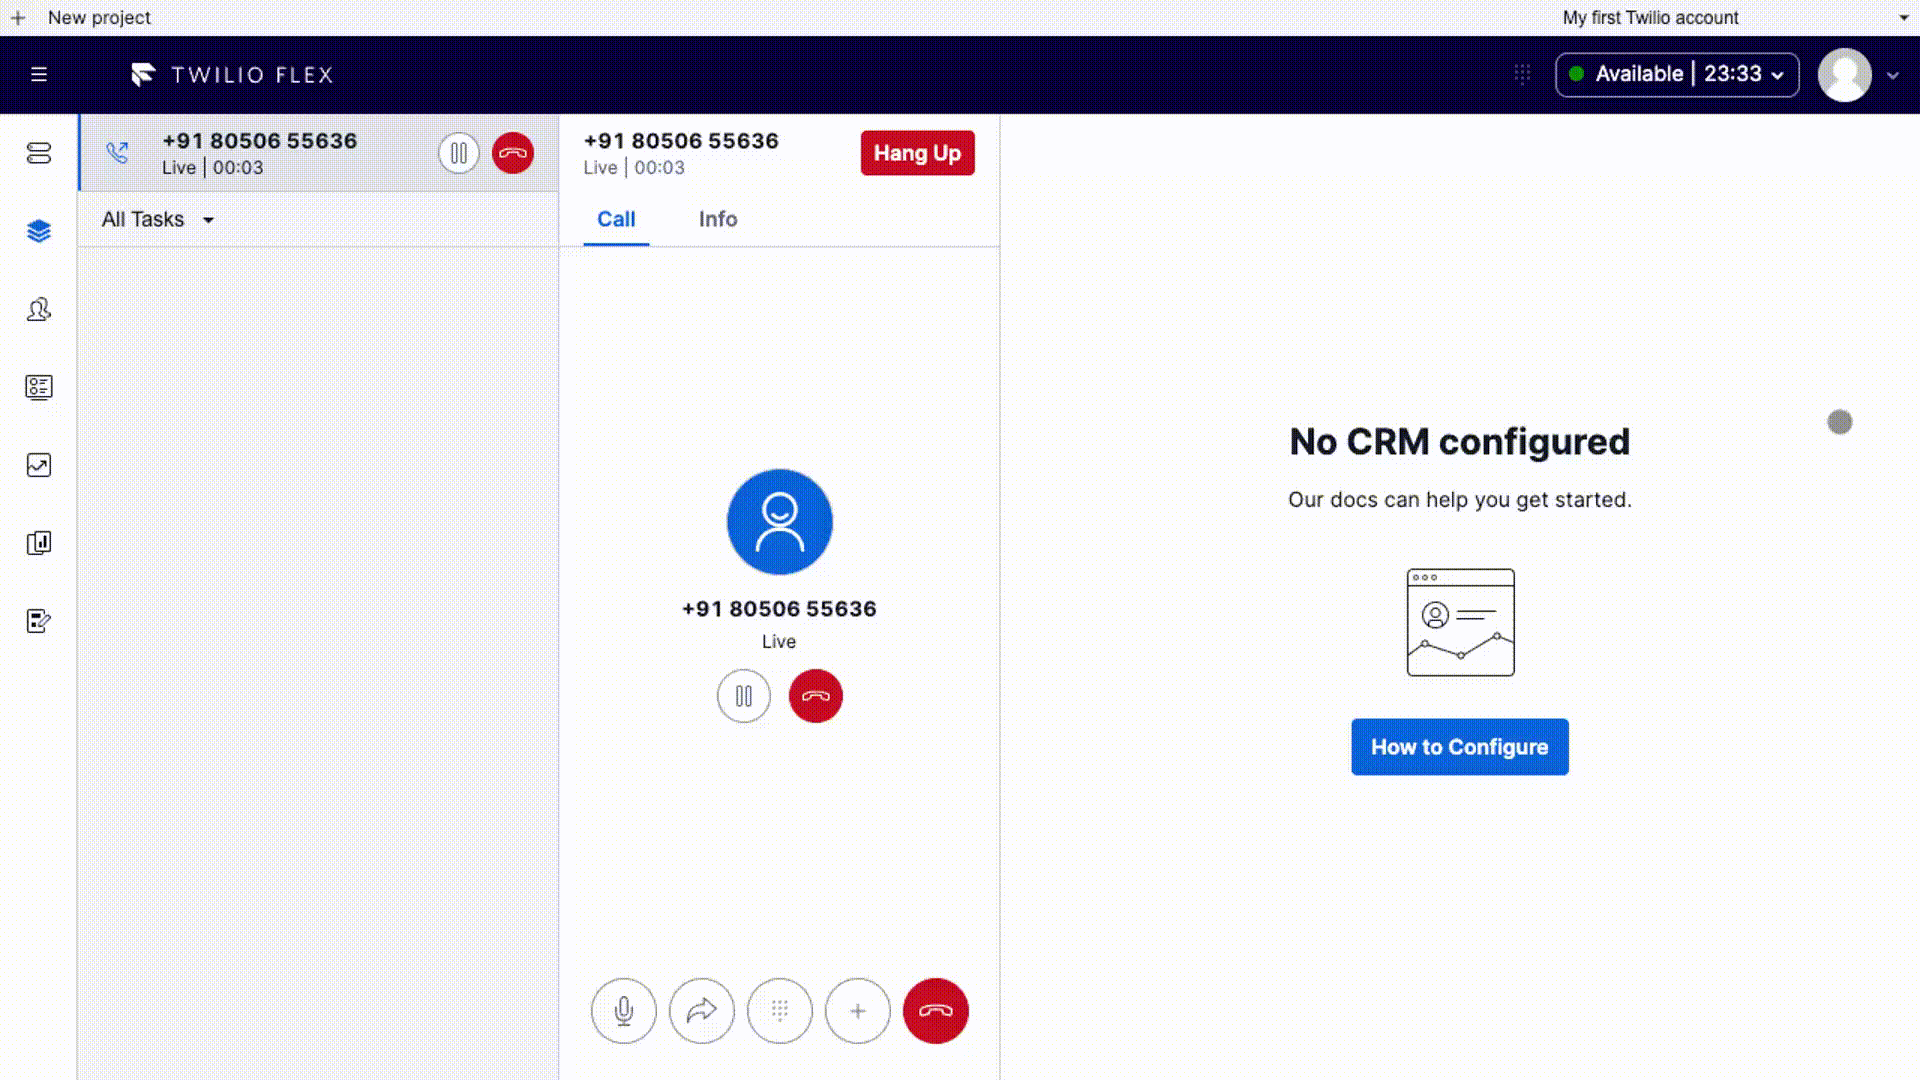 New project
My first Twilio account
TWILIO FLEX
Available | 23:33
+91 80506 55636
Live | 00:03
All Tasks
+91 80506 55636
Live | 00:03
Hang Up
Call Info
+91 80506 55636
Live
No CRM configured
Our docs can help you get started.
How to Configure